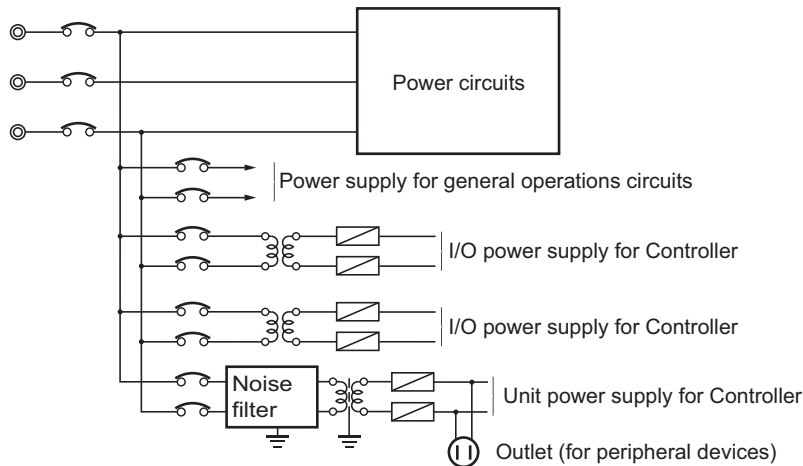 Power circuits
Power supply for general operations circuits
I/O power supply for Controller
I/O power supply for Controller
Noise
filter
Unit power supply for Controller
Outlet (for peripheral devices)